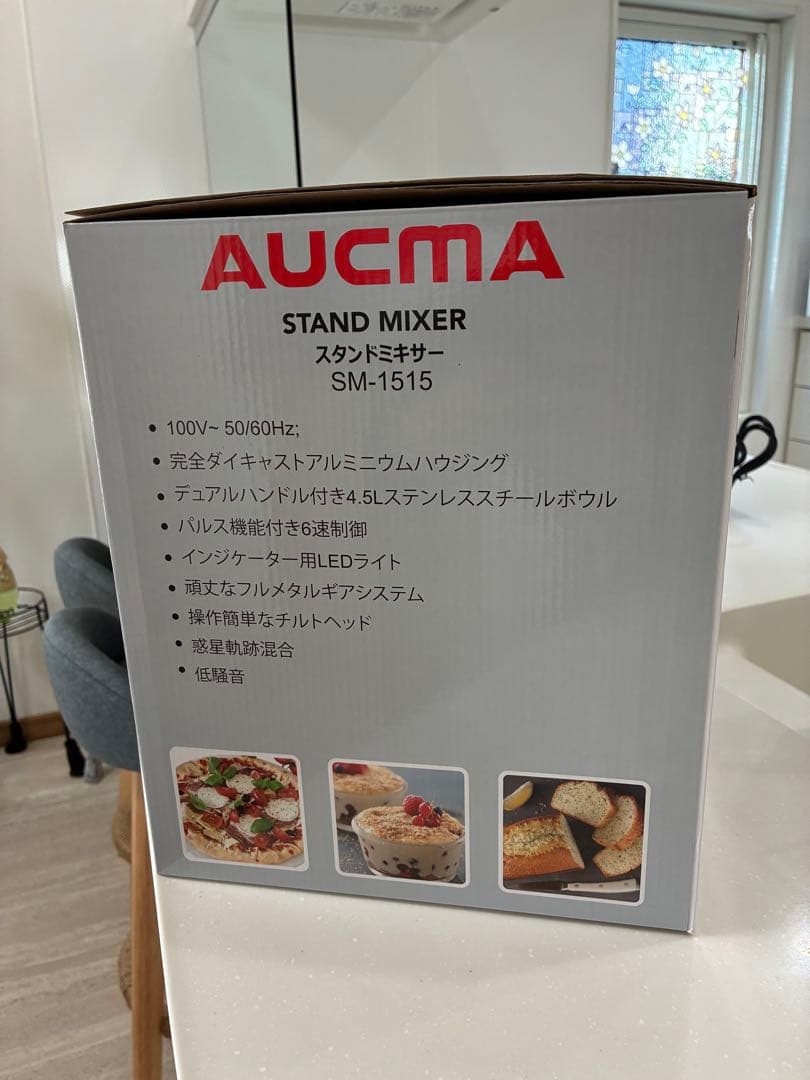 AUCMA
STAND MIXER
スタンドミキサー
SM-1515
• 100V~ 50/60Hz;
• 完全ダイキャストアルミニウムハウジング
• デュアルハンドル付き4.5Lステンレススチールボウル
• パルス機能付き6速制御
• インジケーター用LEDライト
• 頑丈なフルメタルギアシステム
• 操作簡単なチルトヘッド
• 惑星軌跡混合
• 低騒音